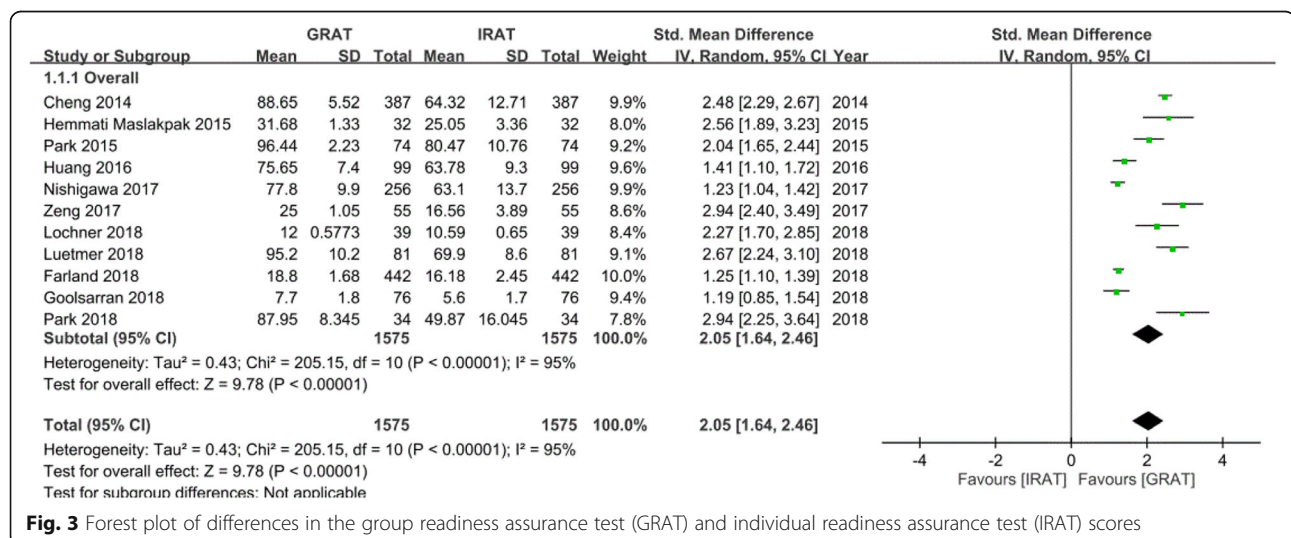 GRAT IRAT Std. Mean Difference Std. Mean Difference
Study or Subgroup Mean SD Total Mean SD Total Weight IV, Random, 95% CI Year IV, Random, 95% CI
1.1.1 Overall
Cheng 2014 88.65 5.52 387 64.32 12.71 387 9.9% 2.48 [2.29, 2.67] 2014
Hemmati Maslakpak 2015 31.68 1.33 32 25.05 3.36 32 8.0% 2.56 [1.89, 3.23] 2015
Park 2015 96.44 2.23 74 80.47 10.76 74 9.2% 2.04 [1.65, 2.44] 2015
Huang 2016 75.65 7.4 99 63.78 9.3 99 9.5% 1.41 [1.10, 1.72] 2016
Nishigawa 2017 77.8 9.9 256 63.1 13.7 256 9.9% 1.23 [1.04, 1.42] 2017
Zeng 2017 25 1.05 55 16.56 3.89 55 8.6% 2.94 [2.40, 3.49] 2017
Lochner 2018 12 0.5773 39 10.59 0.65 39 8.4% 2.27 [1.70, 2.85] 2018
Luetmer 2018 95.2 10.2 81 69.9 8.6 81 9.1% 2.67 [2.24, 3.10] 2018
Farland 2018 18.8 1.68 442 16.18 2.45 442 10.0% 1.25 [1.10, 1.39] 2018
Goolsarran 2018 7.7 1.8 76 5.6 1.7 76 9.4% 1.19 [0.85, 1.54] 2018
Park 2018 87.95 8.345 34 49.87 16.045 34 7.8% 2.94 [2.25, 3.64] 2018
Subtotal (95% CI) 1575 1575 100.0% 2.05 [1.64, 2.46]
Heterogeneity: Tau² = 0.43; Chi² = 205.15, df = 10 (P < 0.00001); I² = 95%
Test for overall effect: Z = 9.78 (P < 0.00001)
Total (95% CI) 1575 1575 100.0% 2.05 [1.64, 2.46]
Heterogeneity: Tau² = 0.43; Chi² = 205.15, df = 10 (P < 0.00001); I² = 95%
Test for overall effect: Z = 9.78 (P < 0.00001)
Test for subgroup differences: Not applicable
-4 -2 0 2 4
Favours [IRAT] Favours [GRAT]
Fig. 3 Forest plot of differences in the group readiness assurance test (GRAT) and individual readiness assurance test (IRAT) scores